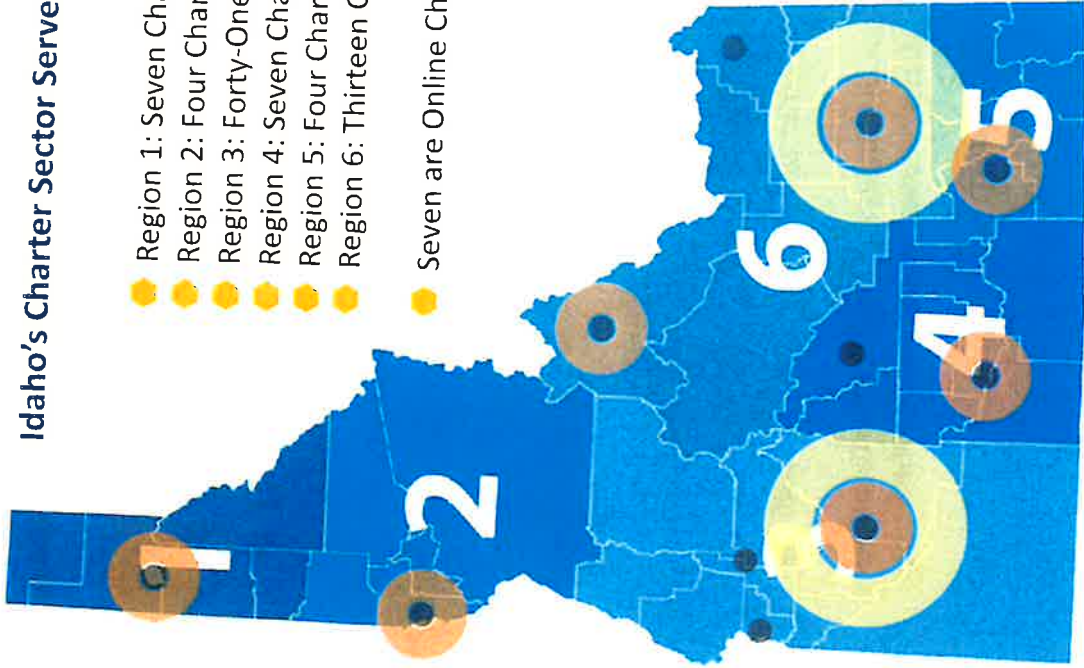 Idaho's Charter Sector Serve
Region 1: Seven Cha
Region 2: Four Char
Region 3: Forty-One
Region 4: Seven Cha
Region 5: Four Char
Region 6: Thirteen C
Seven are Online Ch
1
2
6
4
5